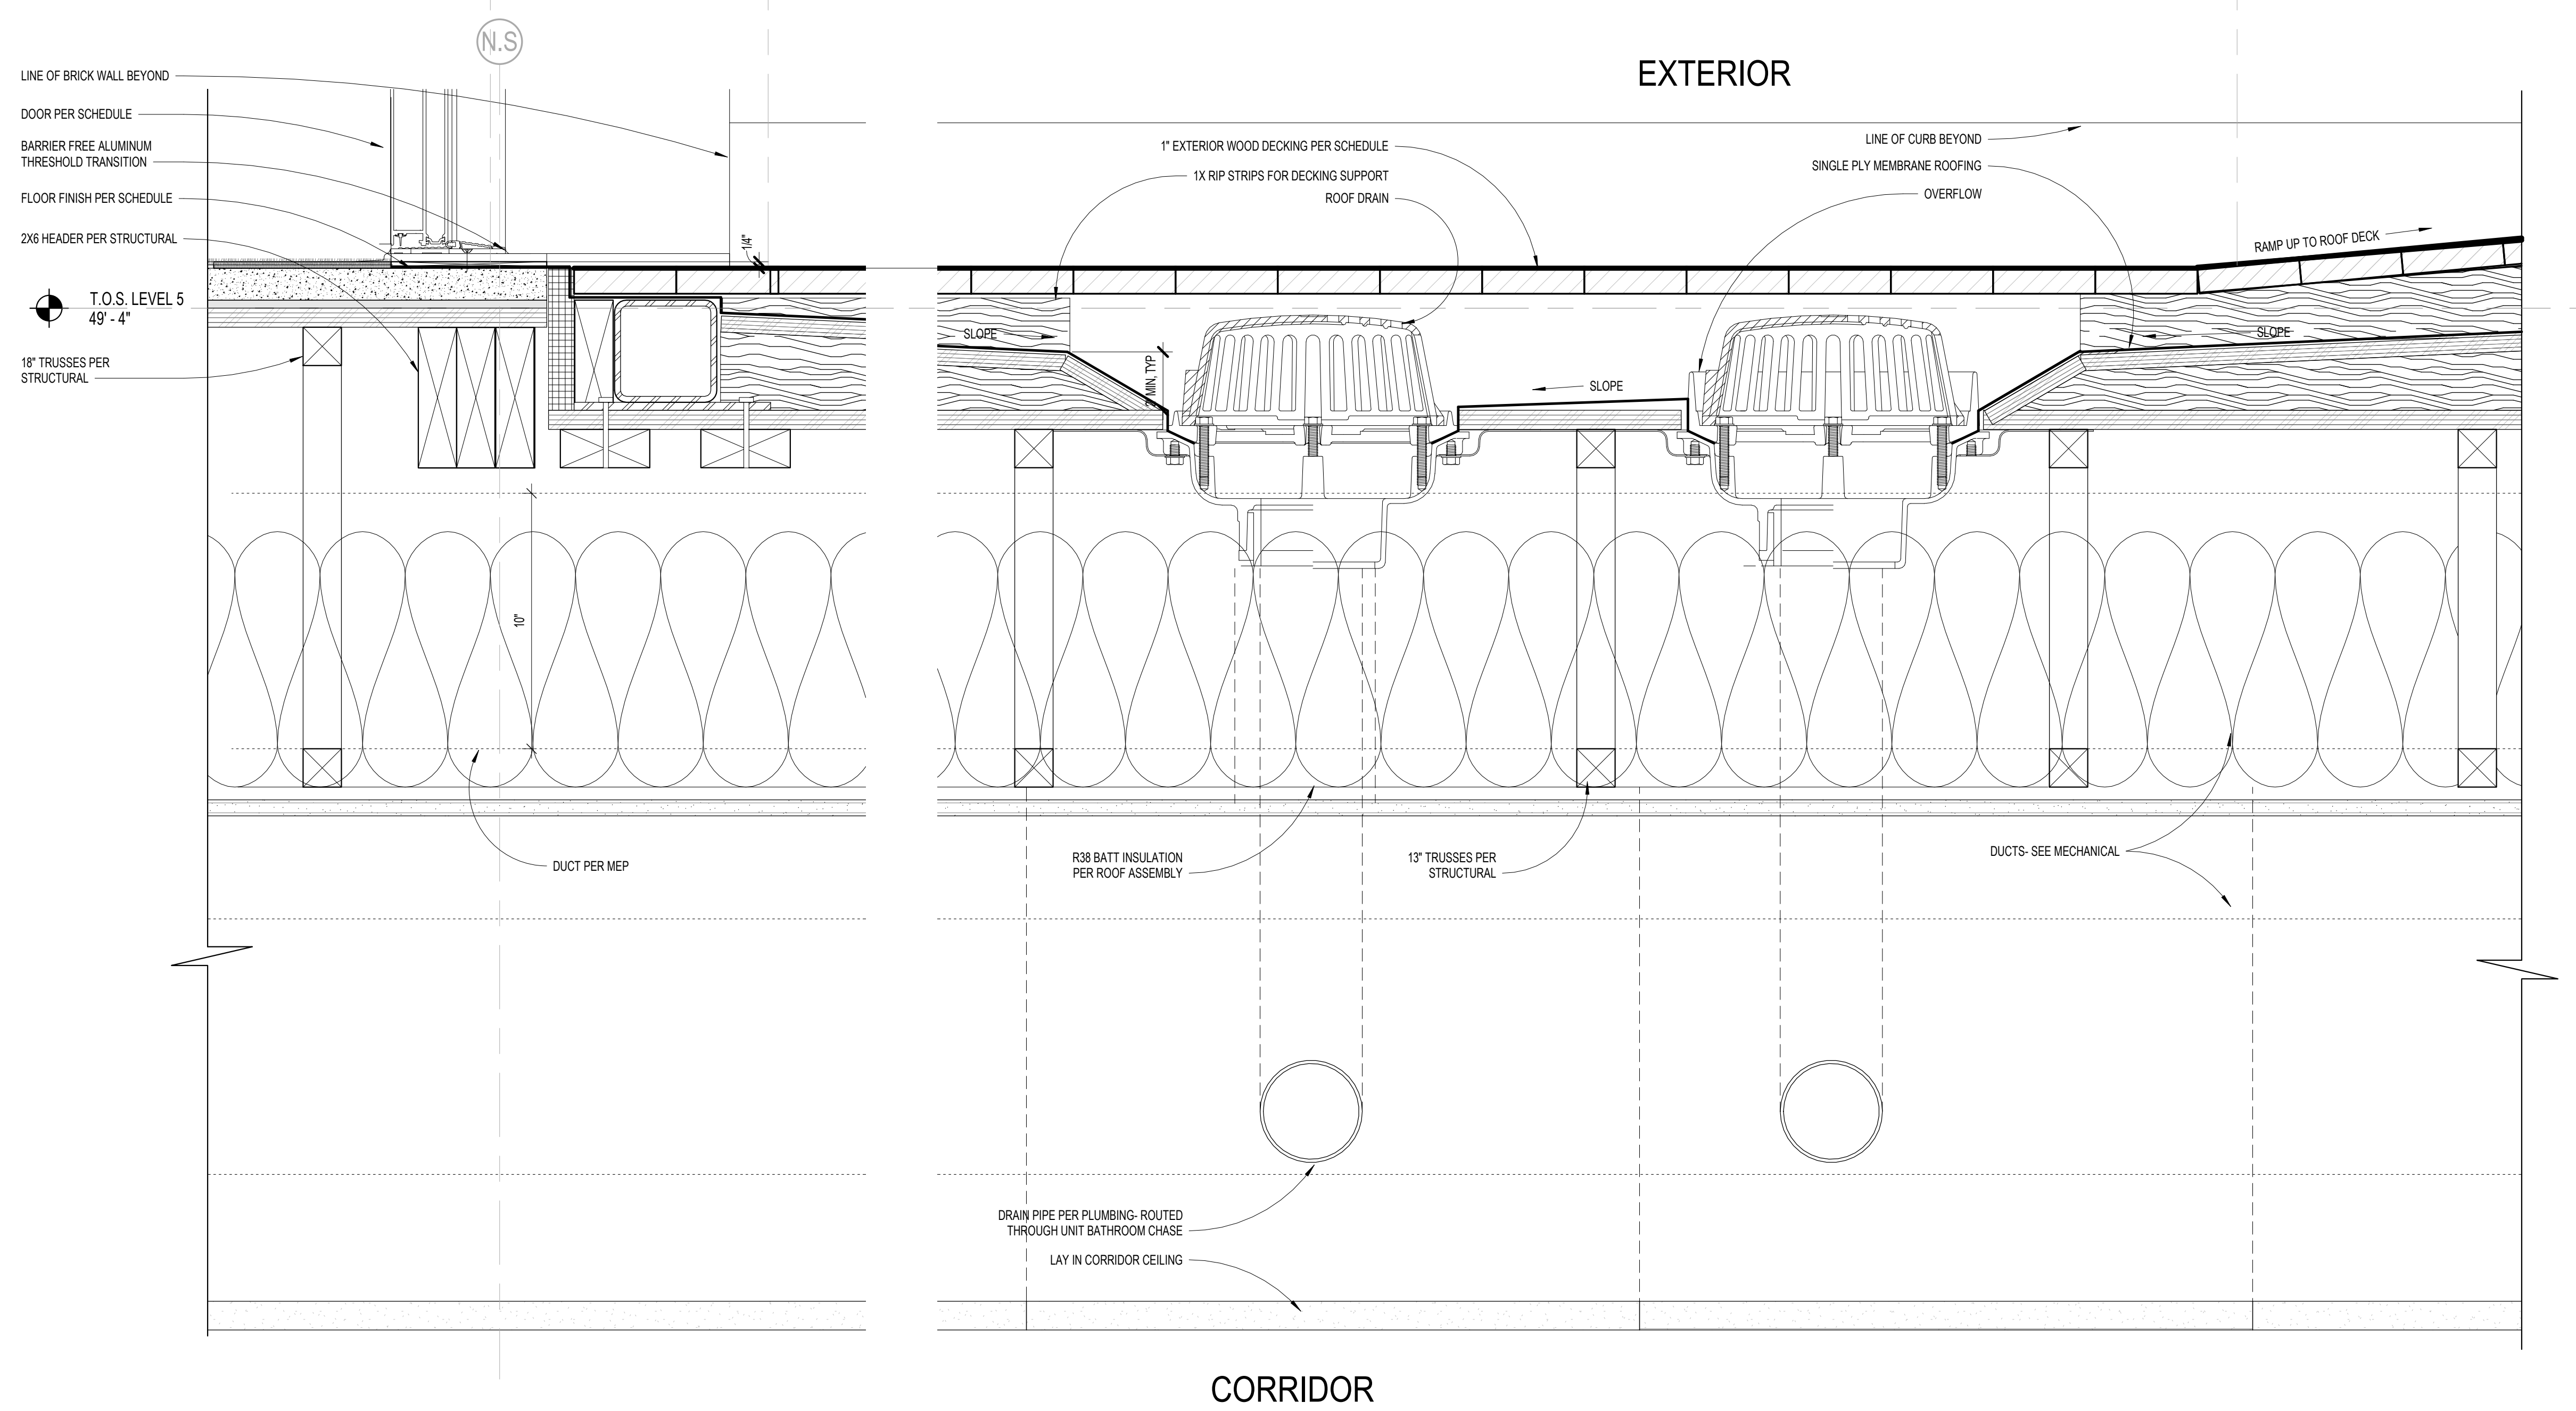 N.S
EXTERIOR
LINE OF BRICK WALL BEYOND
DOOR PER SCHEDULE
BARRIER FREE ALUMINUM
THRESHOLD TRANSITION
FLOOR FINISH PER SCHEDULE
2X6 HEADER PER STRUCTURAL
T.O.S. LEVEL 5
49' - 4"
18" TRUSSES PER
STRUCTURAL
1/4"
1" EXTERIOR WOOD DECKING PER SCHEDULE
1X RIP STRIPS FOR DECKING SUPPORT
ROOF DRAIN
LINE OF CURB BEYOND
SINGLE PLY MEMBRANE ROOFING
OVERFLOW
RAMP UP TO ROOF DECK
SLOPE
MIN, TYP
SLOPE
SLOPE
10"
DUCT PER MEP
R38 BATT INSULATION
PER ROOF ASSEMBLY
13" TRUSSES PER
STRUCTURAL
DUCTS- SEE MECHANICAL
DRAIN PIPE PER PLUMBING- ROUTED
THROUGH UNIT BATHROOM CHASE
LAY IN CORRIDOR CEILING
CORRIDOR